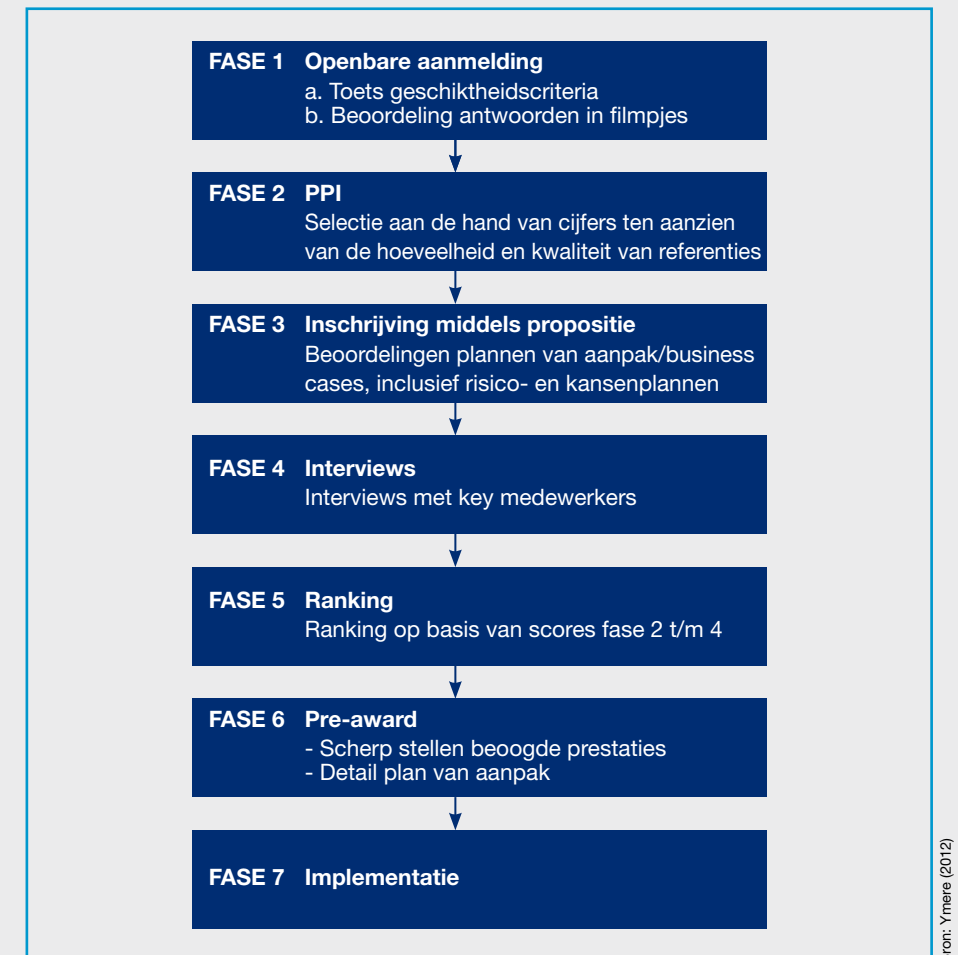 FASE 1 Openbare aanmelding
a. Toets geschiktheidscriteria
b. Beoordeling antwoorden in filmpjes
FASE 2 PPI
Selectie aan de hand van cijfers ten aanzien
van de hoeveelheid en kwaliteit van referenties
FASE 3 Inschrijving middels propositie
Beoordelingen plannen van aanpak/business
cases, inclusief risico- en kansenplannen
FASE 4 Interviews
Interviews met key medewerkers
FASE 5 Ranking
Ranking op basis van scores fase 2 t/m 4
FASE 6 Pre-award
- Scherp stellen beoogde prestaties
- Detail plan van aanpak
FASE 7 Implementatie
Ymere (2012)